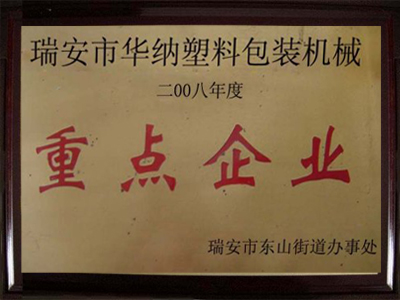 瑞安市华纳塑料包装机械
二00八年度
重点企业
瑞安市东山街道办事处